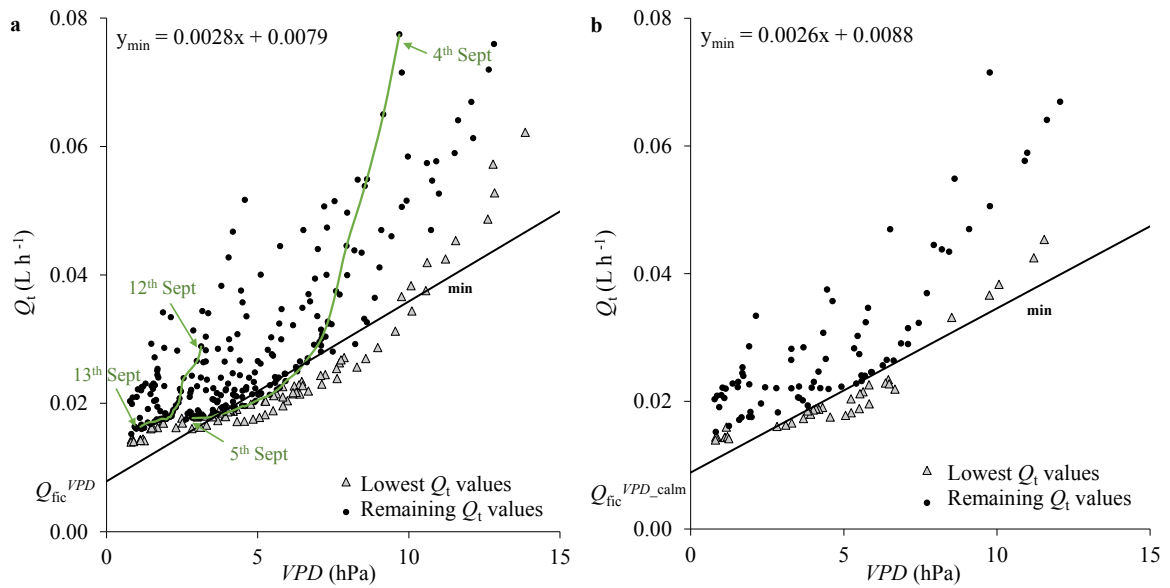 a
y_min = 0.0028x + 0.0079
0.08
0.06
0.04
0.02
0.00
Q_t (L h^-1)
Q_fic^VPD
4th Sept
12th Sept
13th Sept
5th Sept
min
Lowest Q_t values
Remaining Q_t values
0
5
10
15
VPD (hPa)
b
y_min = 0.0026x + 0.0088
0.08
0.06
0.04
0.02
0.00
Q_t (L h^-1)
Q_fic^VPD_calm
min
Lowest Q_t values
Remaining Q_t values
0
5
10
15
VPD (hPa)